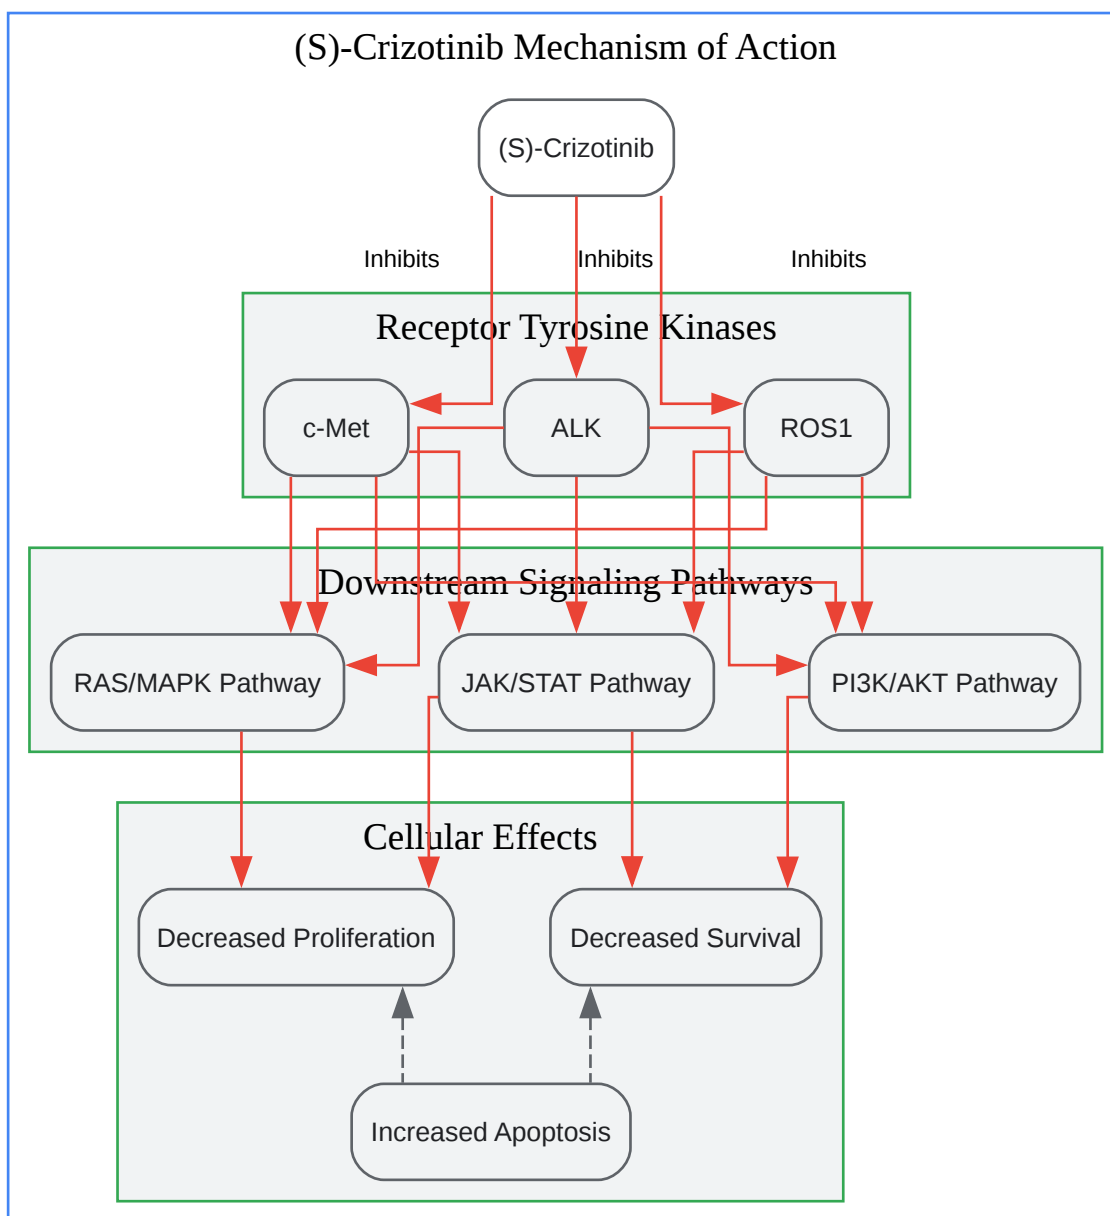 (S)-Crizotinib Mechanism of Action
(S)-Crizotinib
Inhibits
Inhibits
Inhibits
Receptor Tyrosine Kinases
c-Met
ALK
ROS1
Downstream Signaling Pathways
RAS/MAPK Pathway
JAK/STAT Pathway
PI3K/AKT Pathway
Cellular Effects
Decreased Proliferation
Decreased Survival
Increased Apoptosis